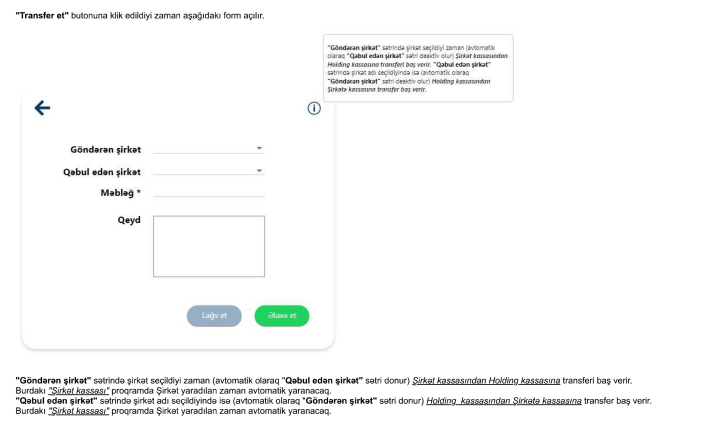 "Transfer et" butonuna klik edildiyi zaman aşağıdakı form açılır.
"Göndərən şirkət" sətrində şirkət seçildiyi zaman (avtomatik
olaraq "Qəbul edən şirkət" sətri deaktiv olur) Şirkət kassasından
Holding kassasına transferi baş verir. "Qəbul edən şirkət"
sətrində şirkət adı seçildiyində isə (avtomatik olaraq
"Göndərən şirkət" sətri deaktiv olur) Holding kassasından
Şirkətə kassasına transfer baş verir.
Göndərən şirkət
Qəbul edən şirkət
Məbləğ *
Qeyd
Ləğv et
Əlavə et
"Göndərən şirkət" sətrində şirkət seçildiyi zaman (avtomatik olaraq "Qəbul edən şirkət" sətri donur) Şirkət kassasından Holding kassasına transferi baş verir.
Burdakı "Şirkət kassası" proqramda Şirkət yaradılan zaman avtomatik yaranacaq.
"Qəbul edən şirkət" sətrində şirkət adı seçildiyində isə (avtomatik olaraq "Göndərən şirkət" sətri donur) Holding kassasından Şirkətə kassasına transfer baş verir.
Burdakı "Şirkət kassası" proqramda Şirkət yaradılan zaman avtomatik yaranacaq.